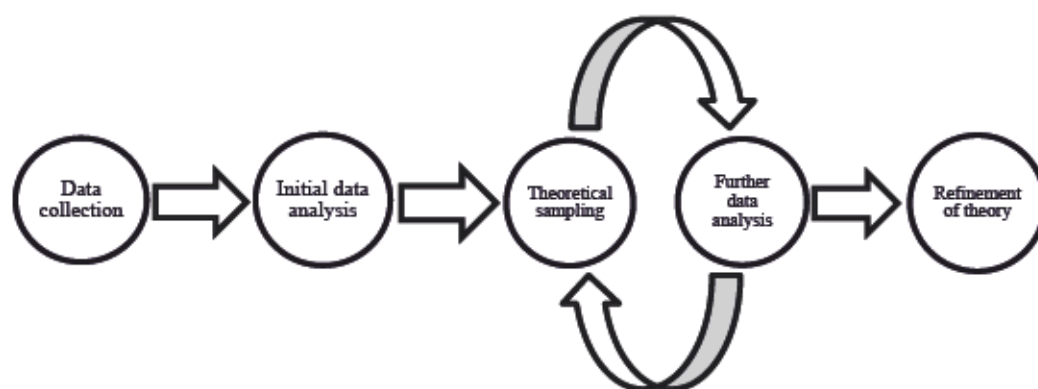 Data
collection
Initial data
analysis
Theoretical
sampling
Further
data
analysis
Refinement
of theory